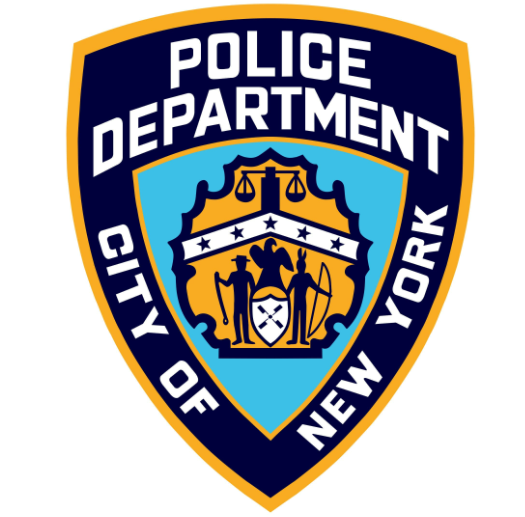 POLICE
DEPARTMENT
CITY OF
NEW YORK